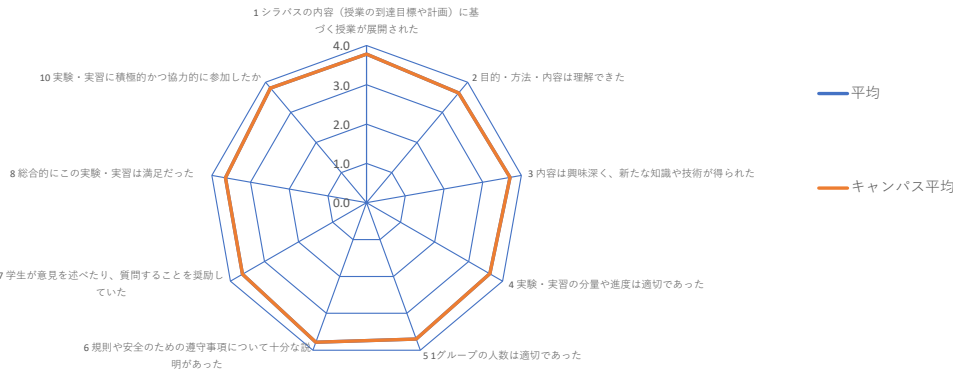 1 シラバスの内容（授業の到達目標や計画）に基
づく授業が展開された
4.0
10 実験・実習に積極的かつ協力的に参加したか
2 目的・方法・内容は理解できた
3.0
平均
2.0
1.0
8 総合的にこの実験・実習は満足だった
3 内容は興味深く、新たな知識や技術が得られた
キャンパス平均
0.0
7 学生が意見を述べたり、質問することを奨励し
ていた
4 実験・実習の分量や進度は適切であった
6 規則や安全のための遵守事項について十分な説
明があった
5 1グループの人数は適切であった